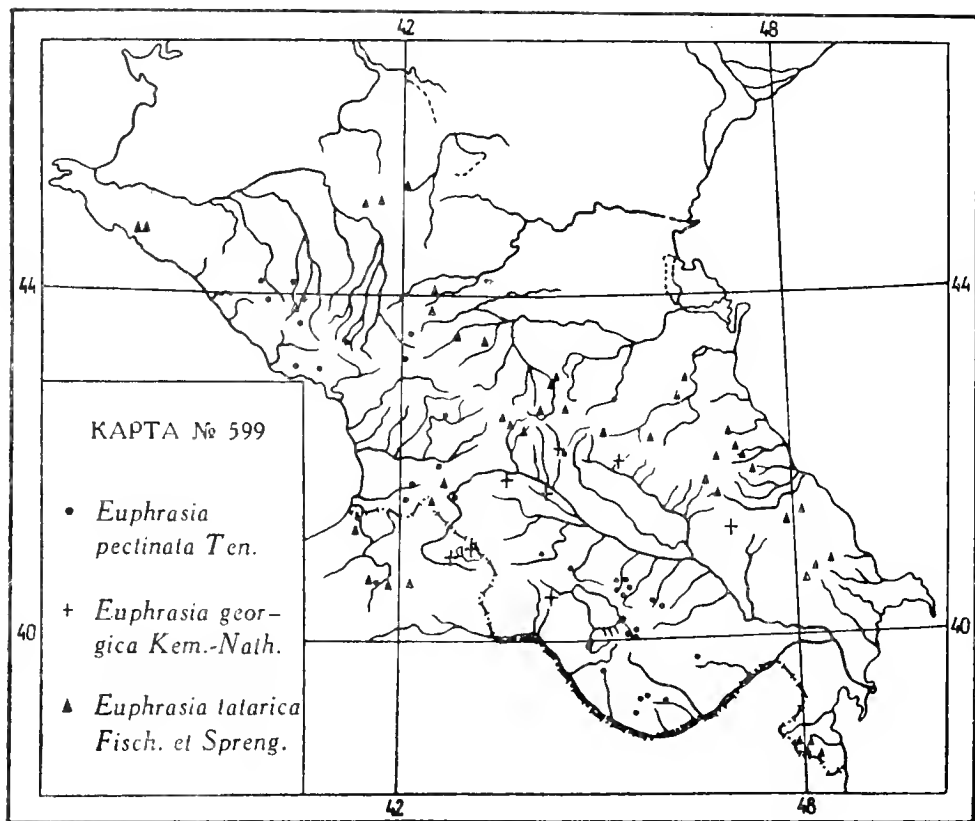 42 48
44 44
КАРТА № 599
• Euphrasia
pectinata Ten.
+ Euphrasia geor-
gica Kem.-Nath.
▲ Euphrasia tatarica
Fisch. et Spreng.
40 40
42 48